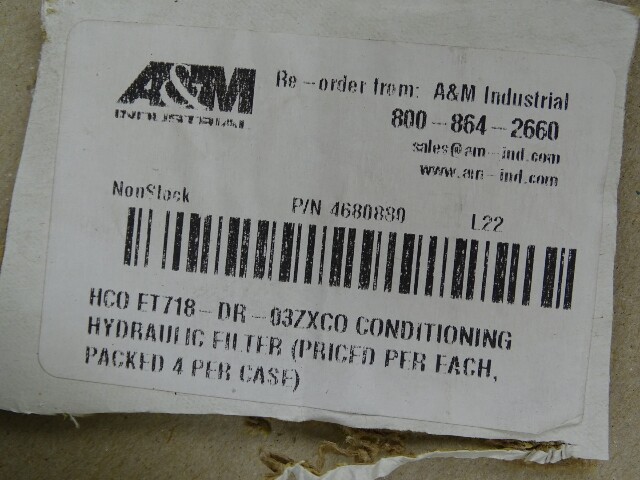 A&M
INDUSTRIAL
Re-order from: A&M Industrial
800-864-2660
sales@am-ind.com
www.am-ind.com
NonStock
P/N 4680880 L22
HCO ET718-DR-03ZXCO CONDITIONING
HYDRAULIC FILTER (PRICED PER EACH,
PACKED 4 PER CASE)